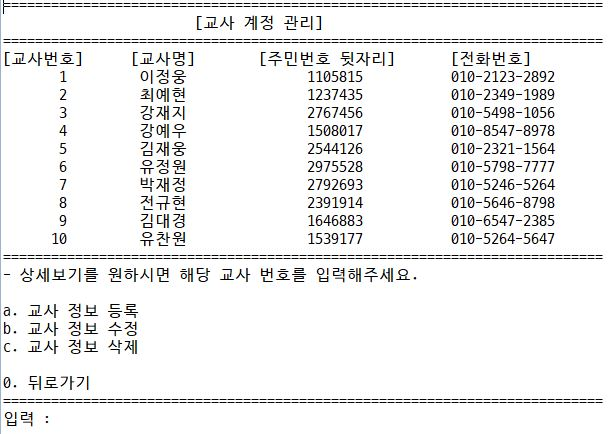 ===========================================================================
[교사 계정 관리]
===========================================================================
[교사번호] [교사명] [주민번호 뒷자리] [전화번호]
1 이정웅 1105815 010-2123-2892
2 최예현 1237435 010-2349-1989
3 강재지 2767456 010-5498-1056
4 강예우 1508017 010-8547-8978
5 김재웅 2544126 010-2321-1564
6 유정원 2975528 010-5798-7777
7 박재정 2792693 010-5246-5264
8 전규현 2391914 010-5646-8798
9 김대경 1646883 010-6547-2385
10 유찬원 1539177 010-5264-5647
===========================================================================
- 상세보기를 원하시면 해당 교사 번호를 입력해주세요.
a. 교사 정보 등록
b. 교사 정보 수정
c. 교사 정보 삭제
0. 뒤로가기
===========================================================================
입력 :